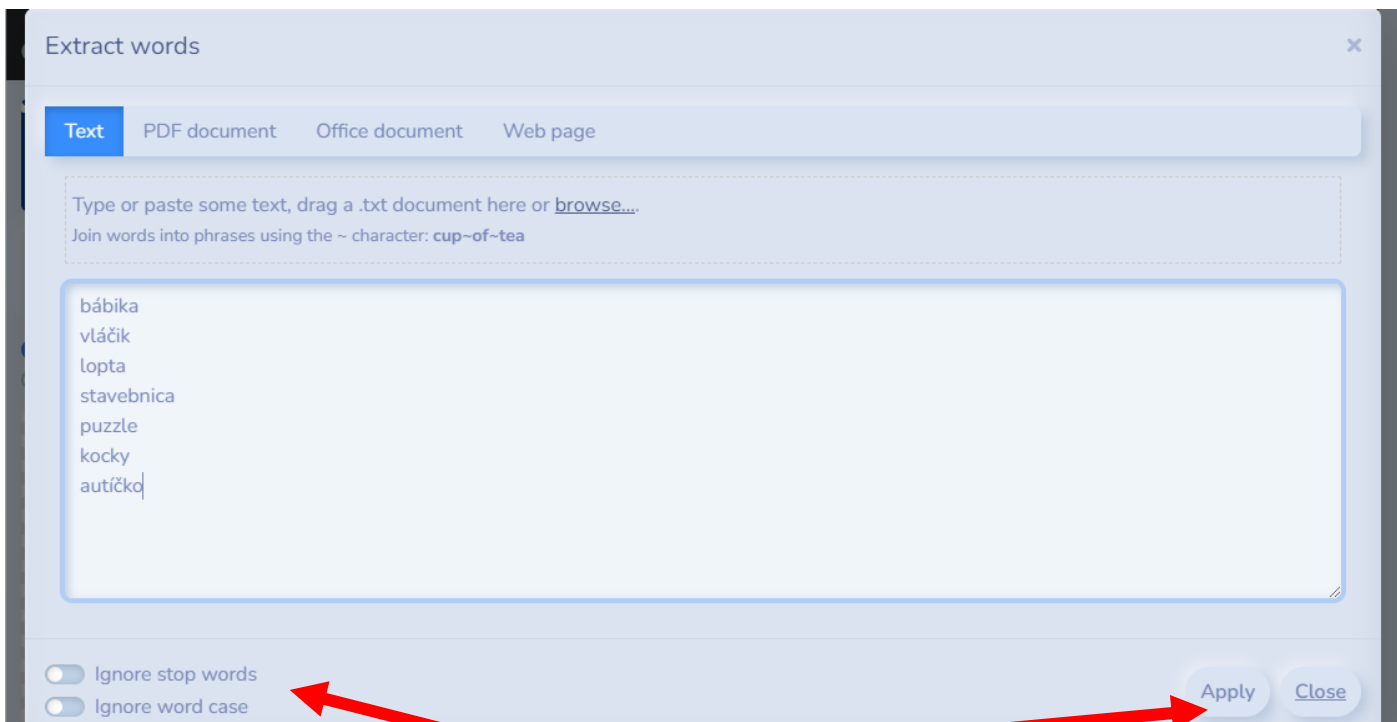 Extract words ×
Text PDF document Office document Web page
Type or paste some text, drag a .txt document here or browse....
Join words into phrases using the ~ character: cup~of~tea
bábika
vláčik
lopta
stavebnica
puzzle
kocky
autíčko
Ignore stop words
Ignore word case
Apply Close